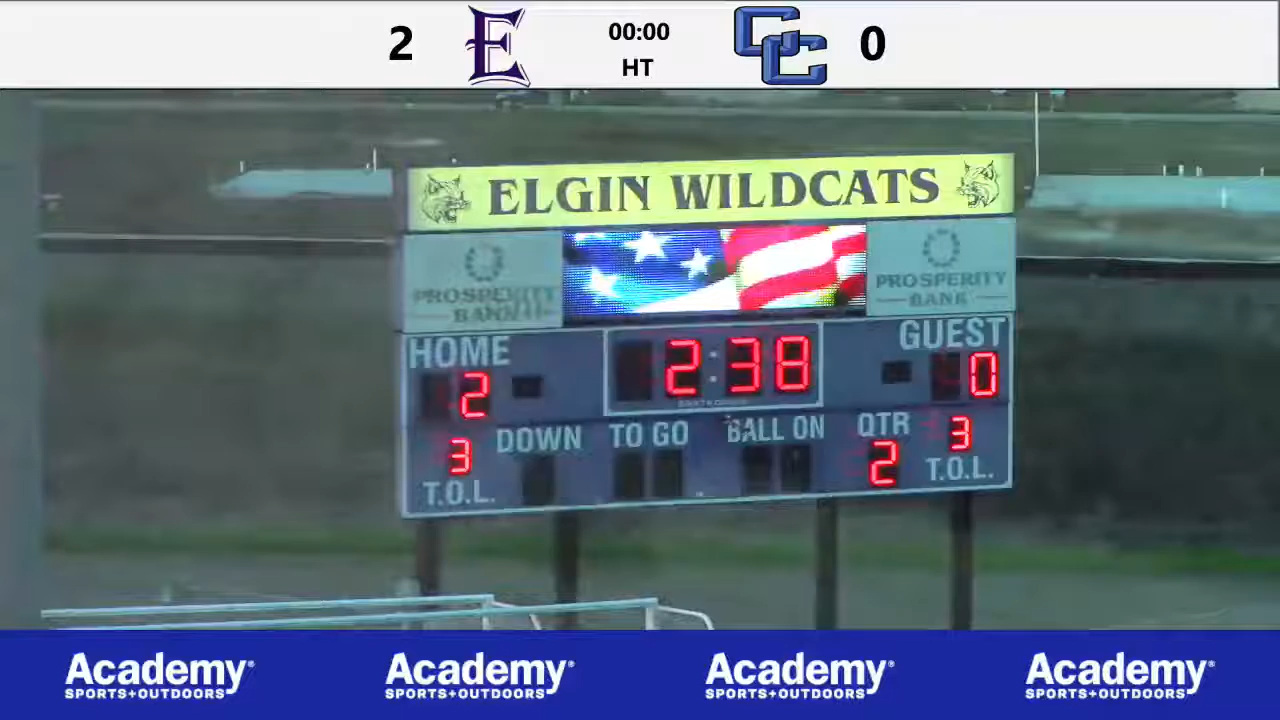 2 E 00:00 CC 0
HT
ELGIN WILDCATS
PROSPERITY
BANK
PROSPERITY
BANK
HOME 2:38 GUEST
2 0
DOWN TO GO BALL ON QTR
3 2 3
T.O.L. T.O.L.
Academy Academy Academy Academy
SPORTS+OUTDOORS SPORTS+OUTDOORS SPORTS+OUTDOORS SPORTS+OUTDOORS